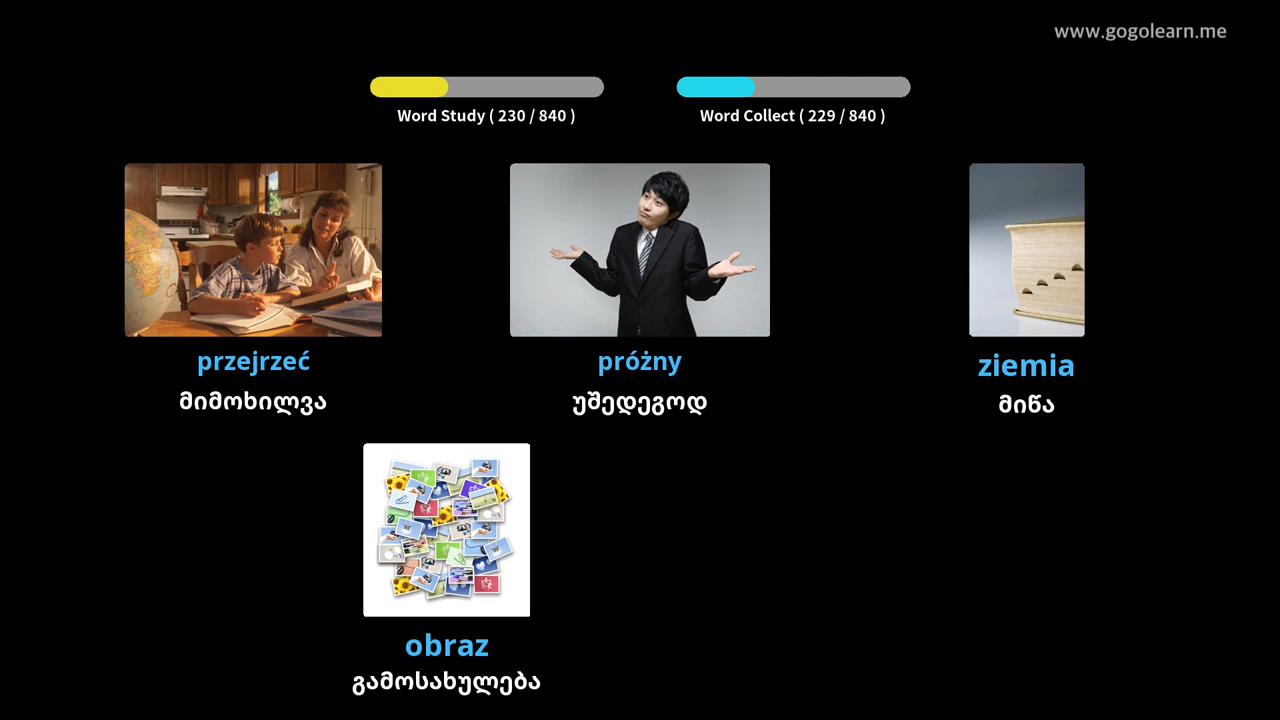 www.gogolearn.me
Word Study ( 230 / 840 )
Word Collect ( 229 / 840 )
przejrzeć
მიმოხილვა
próżny
უშედეგოდ
ziemia
მიწა
obraz
გამოსახულება